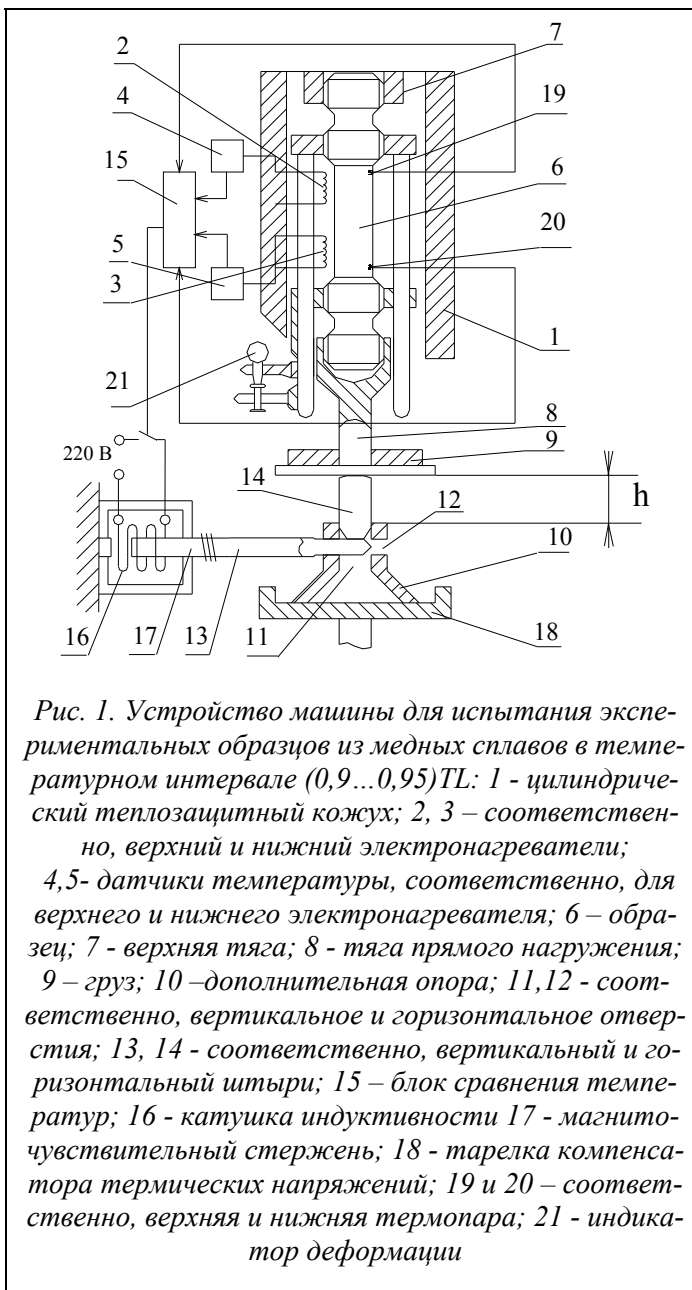 2
7
4
19
15
6
20
5
3
1
21
8
220 В
9
14
12
h
10
16
17
13
11
18
Рис. 1. Устройство машины для испытания экспе-
риментальных образцов из медных сплавов в темпе-
ратурном интервале (0,9…0,95)TL: 1 - цилиндриче-
ский теплозащитный кожух; 2, 3 – соответствен-
но, верхний и нижний электронагреватели;
4,5- датчики температуры, соответственно, для
верхнего и нижнего электронагревателя; 6 – обра-
зец; 7 - верхняя тяга; 8 - тяга прямого нагружения;
9 – груз; 10 –дополнительная опора; 11,12 - соот-
ветственно, вертикальное и горизонтальное отвер-
стия; 13, 14 - соответственно, вертикальный и го-
ризонтальный штыри; 15 – блок сравнения темпе-
ратур; 16 - катушка индуктивности 17 - магнито-
чувствительный стержень; 18 - тарелка компенса-
тора термических напряжений; 19 и 20 – соответ-
ственно, верхняя и нижняя термопара; 21 - индика-
тор деформации